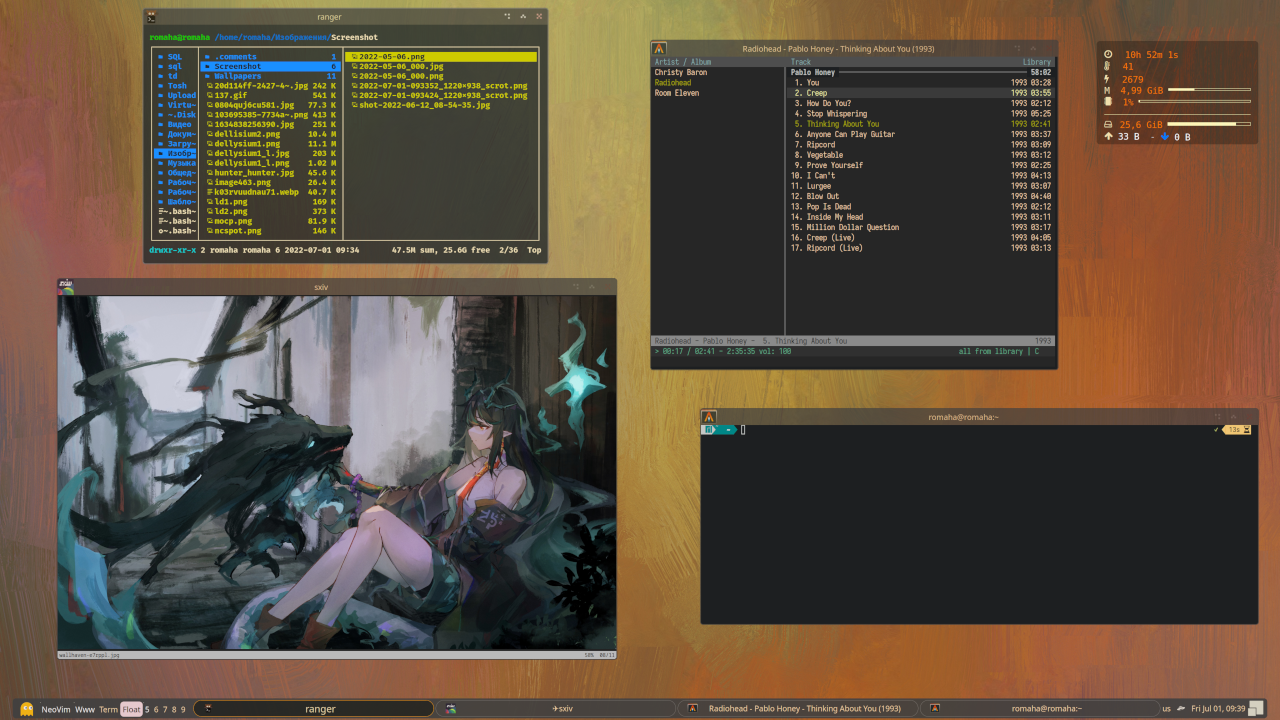 ranger
romaha@romaha /home/romaha/Изображения/Screenshot
SQL
sql
td
Tosh
Upload
Virtu~
~.Disk
Видео
Докум~
Загру~
Изобр~
Музыка
Общед~
Рабоч~
Рабоч~
Шабло~
~.bash~
~.bash~
~.bash~
.comments 1
Screenshot 6
Wallpapers 11
20d114ff-2427-4~.jpg 242 K
137.gif 541 K
0804quj6cu581.jpg 77.3 K
103695385-7734a~.png 413 K
1634838256390.jpg 251 K
dellisium2.png 10.4 M
dellysium1.png 11.1 M
dellysium1_l.jpg 203 K
dellysium1_l.png 1.02 M
hunter_hunter.jpg 45.6 K
image463.png 26.4 K
k03rvuudnau71.webp 40.7 K
ld1.png 169 K
ld2.png 373 K
mocp.png 81.9 K
ncspot.png 146 K
2022-05-06.png
2022-05-06_000.jpg
2022-05-06_000.png
2022-07-01-093352_1220×938_scrot.png
2022-07-01-093424_1220×938_scrot.png
shot-2022-06-12_08-54-35.jpg
drwxr-xr-x 2 romaha romaha 6 2022-07-01 09:34 47.5M sum, 25.6G free 2/36 Top
Radiohead - Pablo Honey - Thinking About You (1993)
Artist / Album Track Library
Christy Baron
Radiohead
Room Eleven
Pablo Honey 58:02
1. You 1993 03:28
2. Creep 1993 03:55
3. How Do You? 1993 02:12
4. Stop Whispering 1993 05:25
5. Thinking About You 1993 02:41
6. Anyone Can Play Guitar 1993 03:37
7. Ripcord 1993 03:09
8. Vegetable 1993 03:12
9. Prove Yourself 1993 02:25
10. I Can't 1993 04:13
11. Lurgee 1993 03:07
12. Blow Out 1993 04:40
13. Pop Is Dead 1993 02:12
14. Inside My Head 1993 03:11
15. Million Dollar Question 1993 03:17
16. Creep (Live) 1993 04:05
17. Ripcord (Live) 1993 03:13
Radiohead - Pablo Honey - 5. Thinking About You 1993
> 00:17 / 02:41 - 2:35:35 vol: 100 all from library | C
10h 52m 1s
41
2679
M 4,99 GiB
1%
25,6 GiB
33 B - 0 B
sxiv
58% 06/11
romaha@romaha:~
~
✓ 13s
NeoVim Www Term Float 5 6 7 8 9
ranger
sxiv
Radiohead - Pablo Honey - Thinking About You (1993)
romaha@romaha:~
us
Fri Jul 01, 09:39